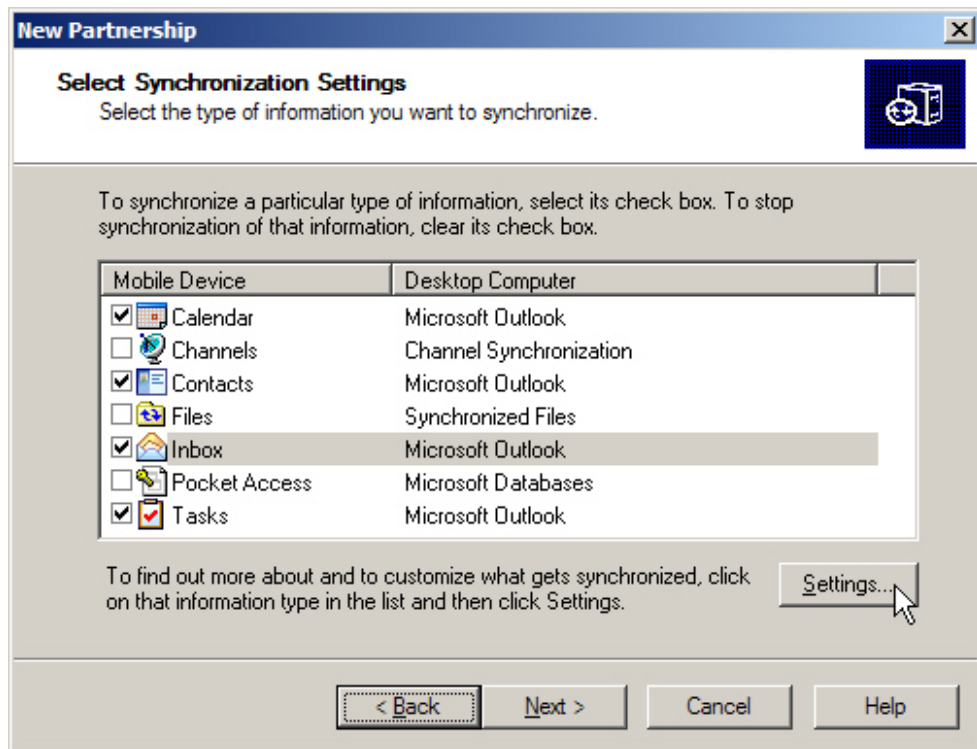 New Partnership
Select Synchronization Settings
Select the type of information you want to synchronize.
To synchronize a particular type of information, select its check box. To stop
synchronization of that information, clear its check box.
Mobile Device Desktop Computer
Calendar Microsoft Outlook
Channels Channel Synchronization
Contacts Microsoft Outlook
Files Synchronized Files
Inbox Microsoft Outlook
Pocket Access Microsoft Databases
Tasks Microsoft Outlook
To find out more about and to customize what gets synchronized, click
on that information type in the list and then click Settings.
Settings...
< Back Next > Cancel Help